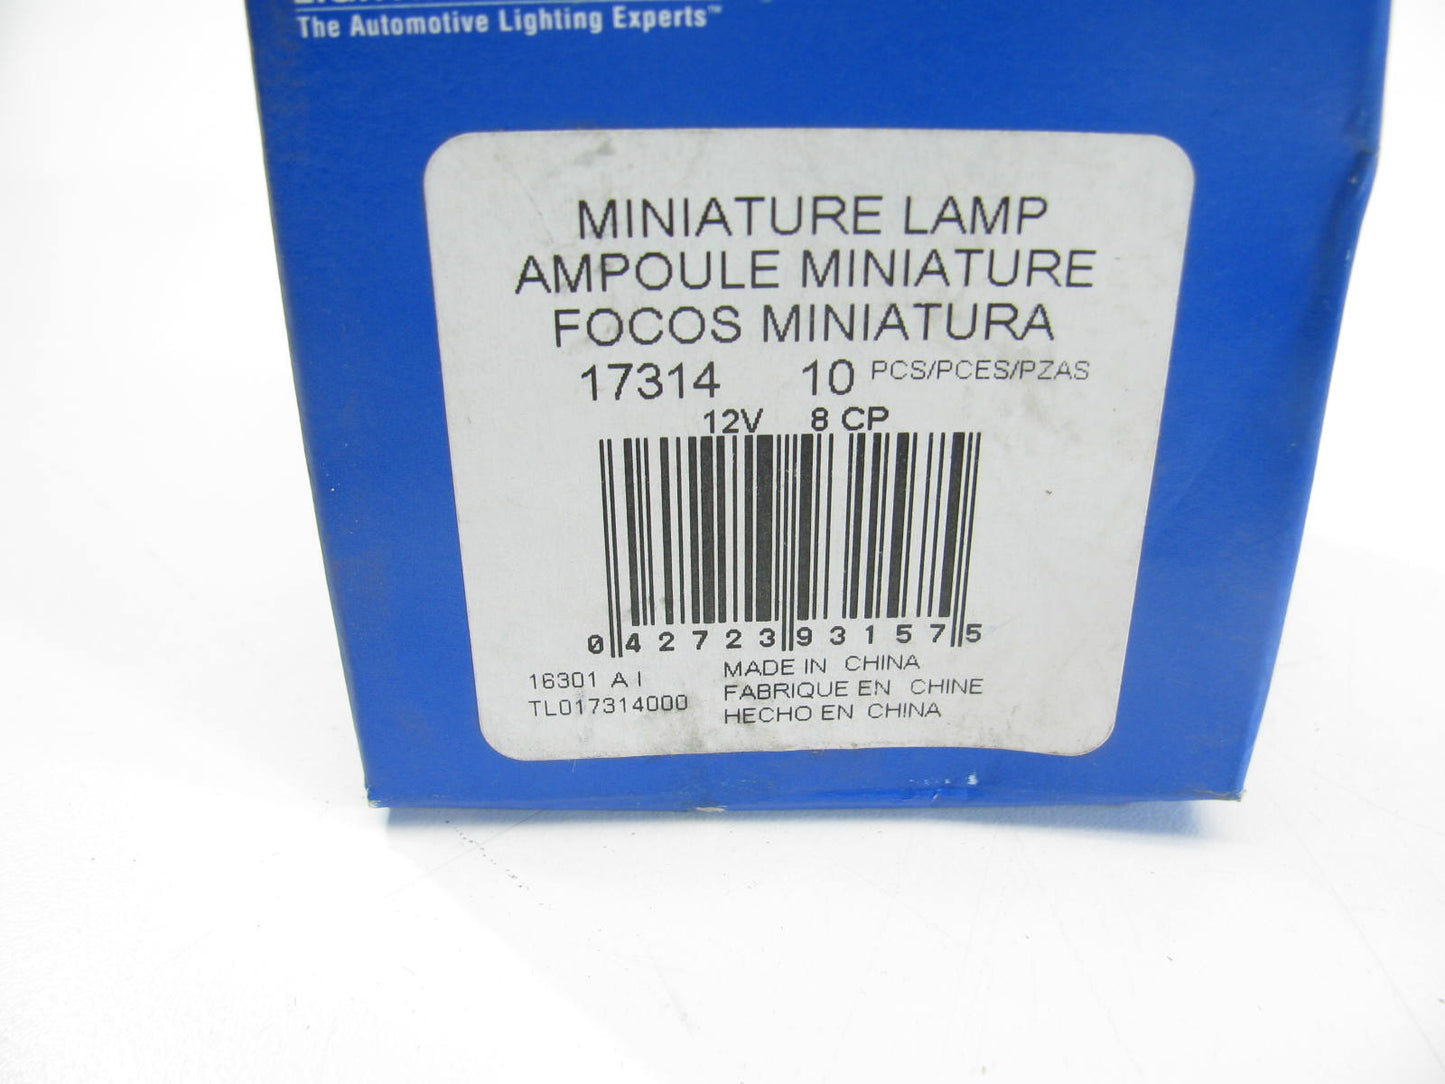 The Automotive Lighting Experts™
MINIATURE LAMP
AMPOULE MINIATURE
FOCOS MINIATURA
17314 10 PCS/PCES/PZAS
12V 8 CP
0 42723 93157 5
16301 A I
TL017314000
MADE IN CHINA
FABRIQUE EN CHINE
HECHO EN CHINA